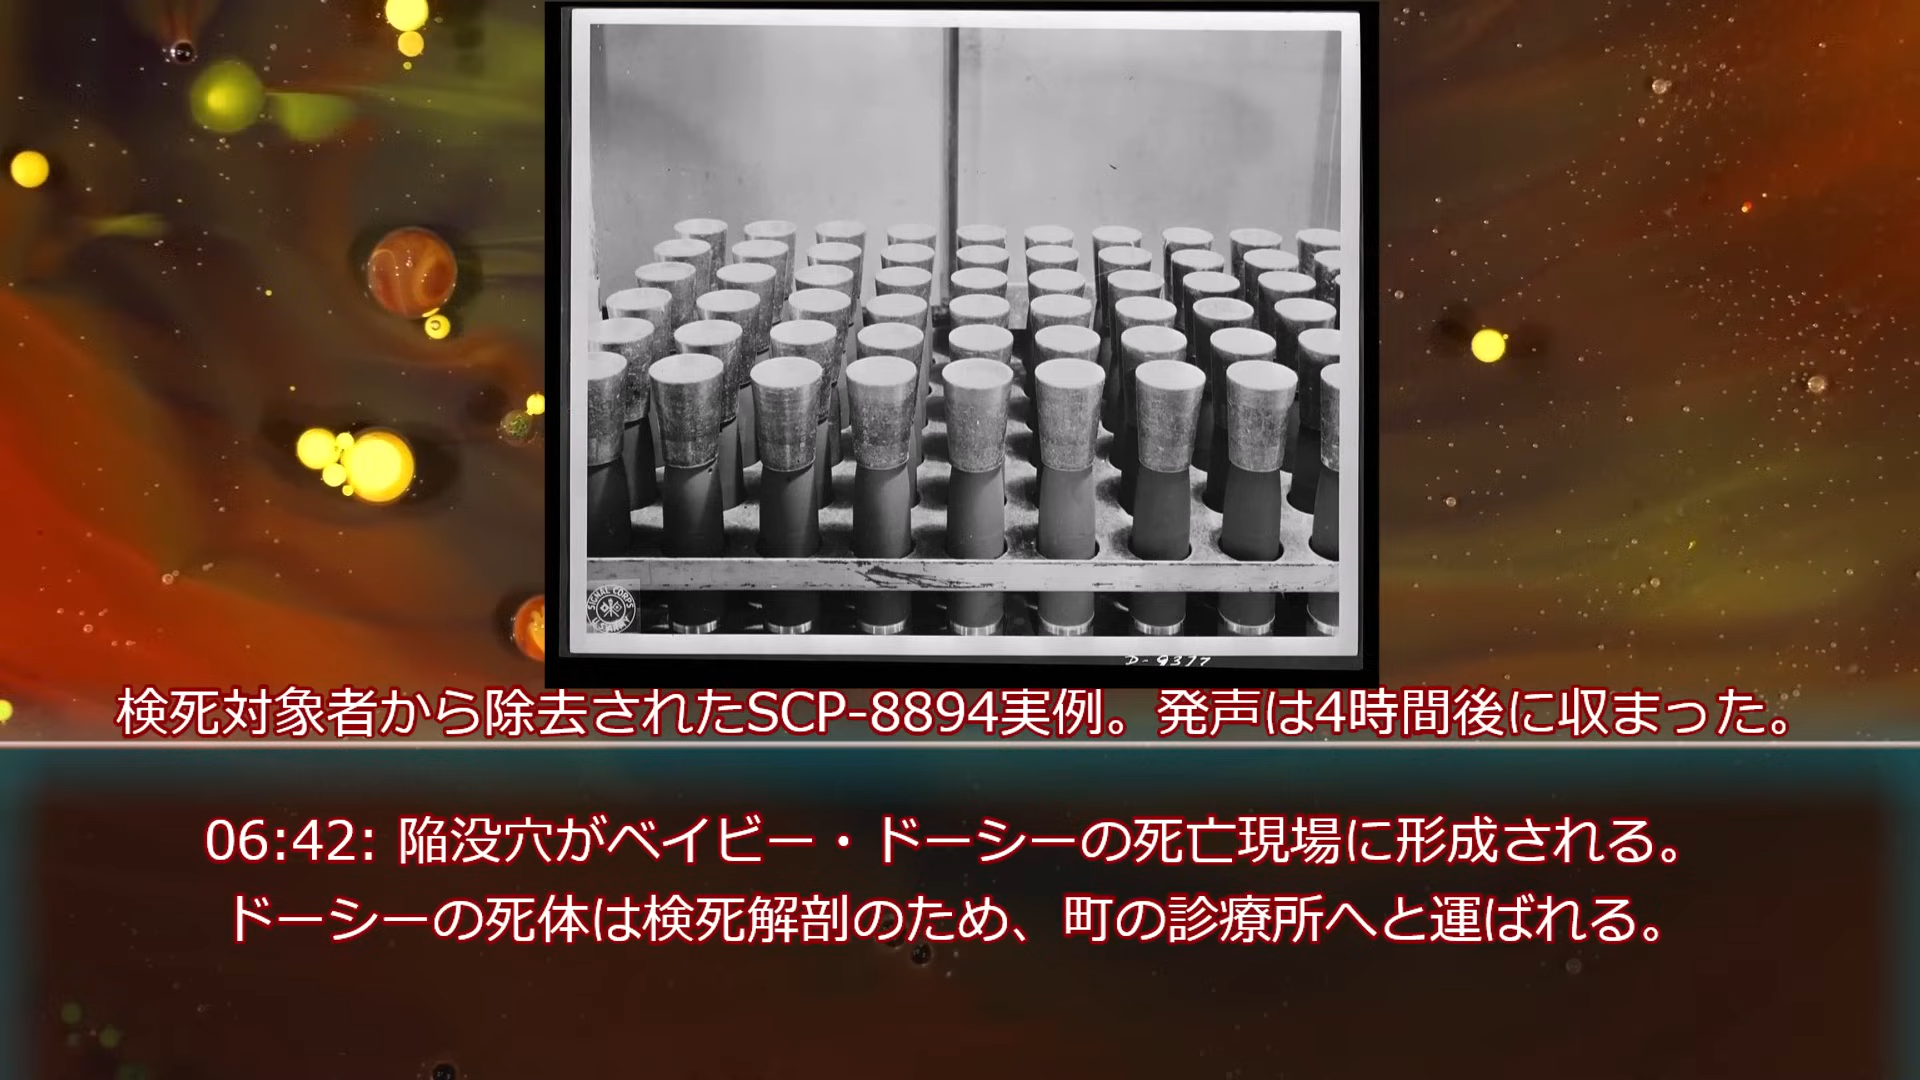 SIGNAL CORPS
U.S. ARMY
D-9377
検死対象者から除去されたSCP-8894実例。発声は4時間後に収まった。
06:42: 陥没穴がベイビー・ドーシーの死亡現場に形成される。
ドーシーの死体は検死解剖のため、町の診療所へと運ばれる。